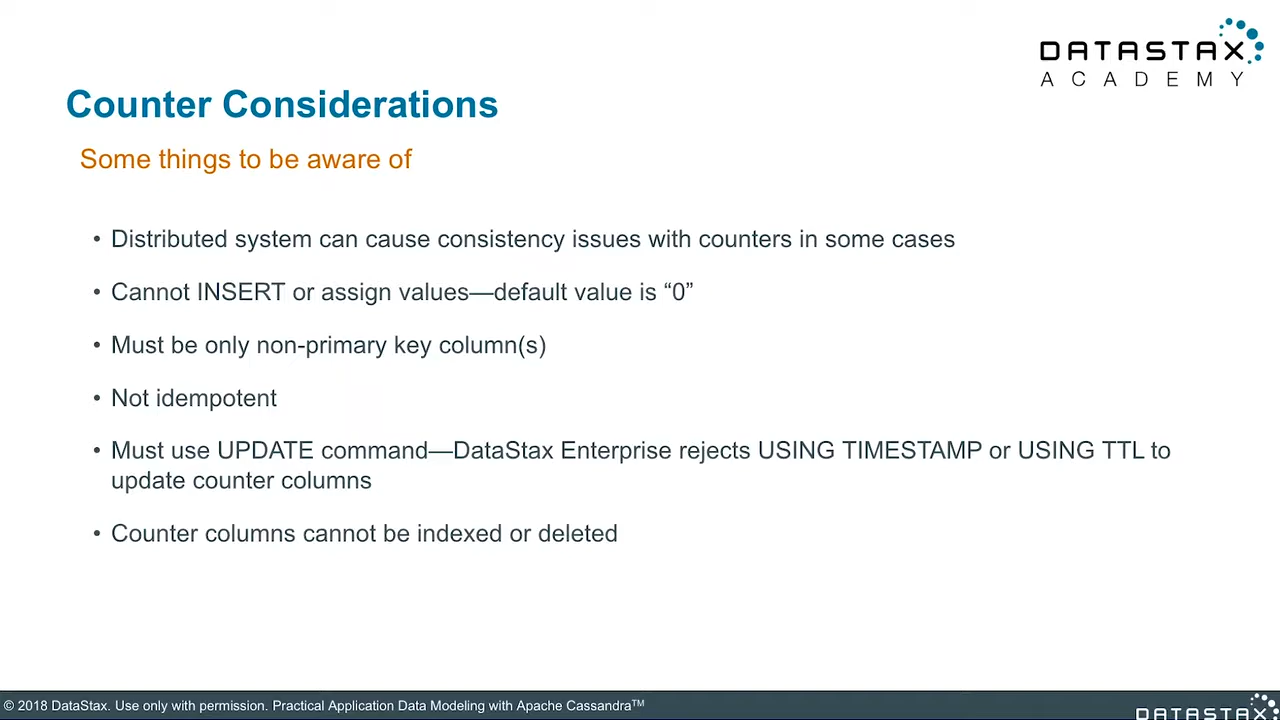 DATASTAX
ACADEMY
Counter Considerations
Some things to be aware of
• Distributed system can cause consistency issues with counters in some cases
• Cannot INSERT or assign values—default value is “0”
• Must be only non-primary key column(s)
• Not idempotent
• Must use UPDATE command—DataStax Enterprise rejects USING TIMESTAMP or USING TTL to
update counter columns
• Counter columns cannot be indexed or deleted
© 2018 DataStax. Use only with permission. Practical Application Data Modeling with Apache Cassandra™
DATASTAX